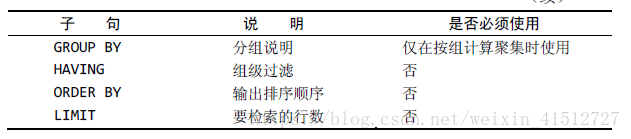 子 句 说 明 是否必须使用
GROUP BY 分组说明 仅在按组计算聚集时使用
HAVING 组级过滤 否
ORDER BY 输出排序顺序 否
LIMIT 要检索的行数 否
https://blog.csdn.net/weixin_41512727